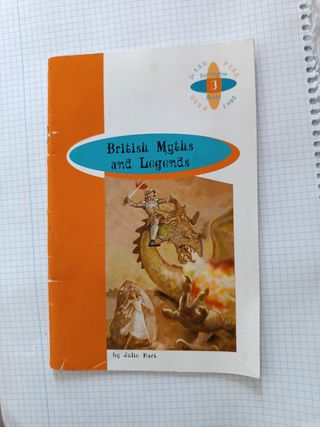 3
British Myths
and Legends
by Julie Hart